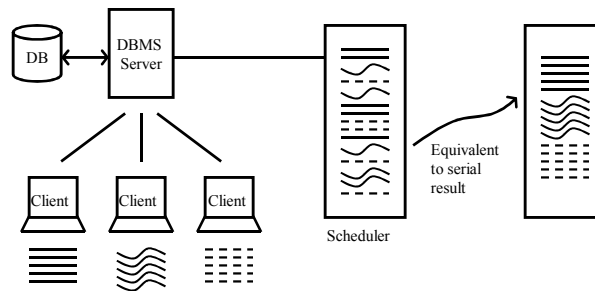 DB
DBMS
Server
Client
Client
Client
Scheduler
Equivalent
to serial
result